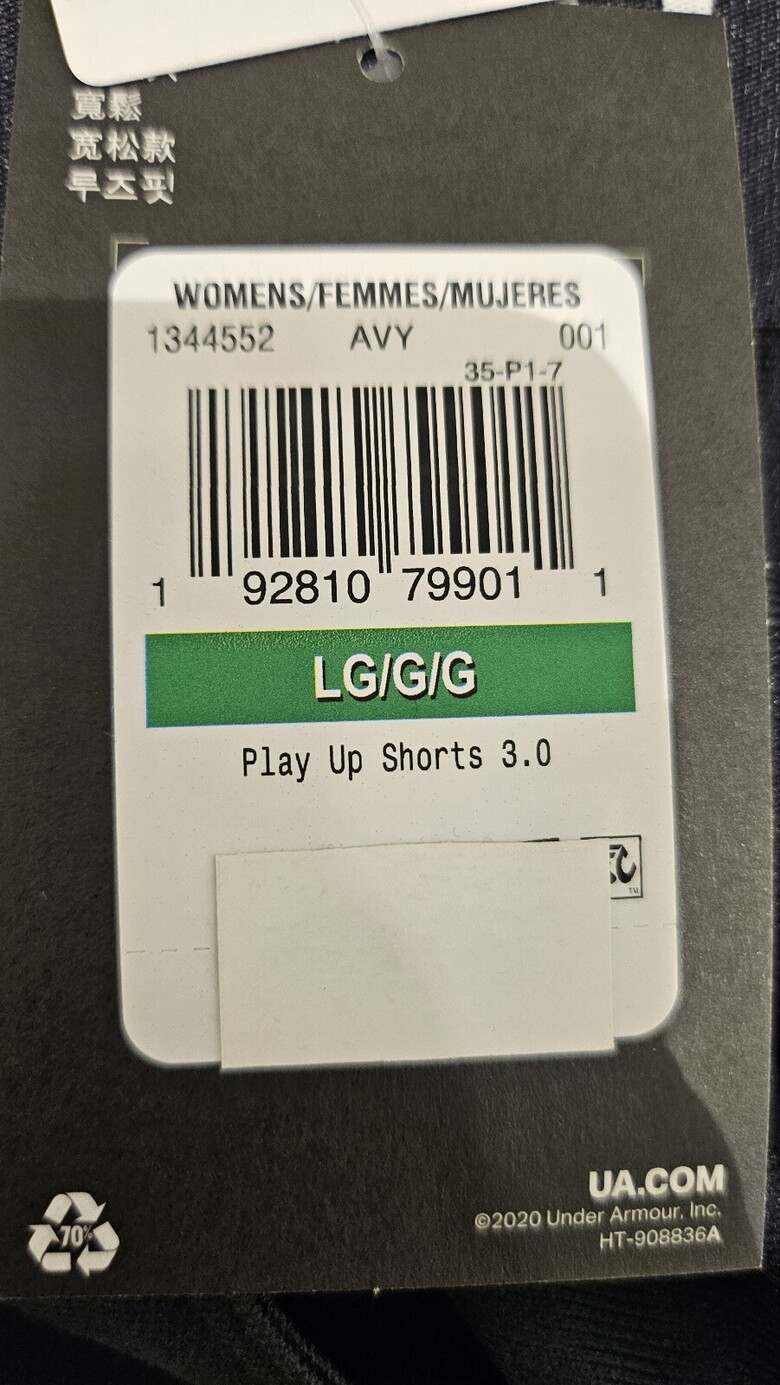 寬鬆
宽松款
루즈핏
WOMENS/FEMMES/MUJERES
1344552 AVY 001
35-P1-7
1 92810 79901 1
LG/G/G
Play Up Shorts 3.0
TM
70%
UA.COM
©2020 Under Armour, Inc.
HT-908836A